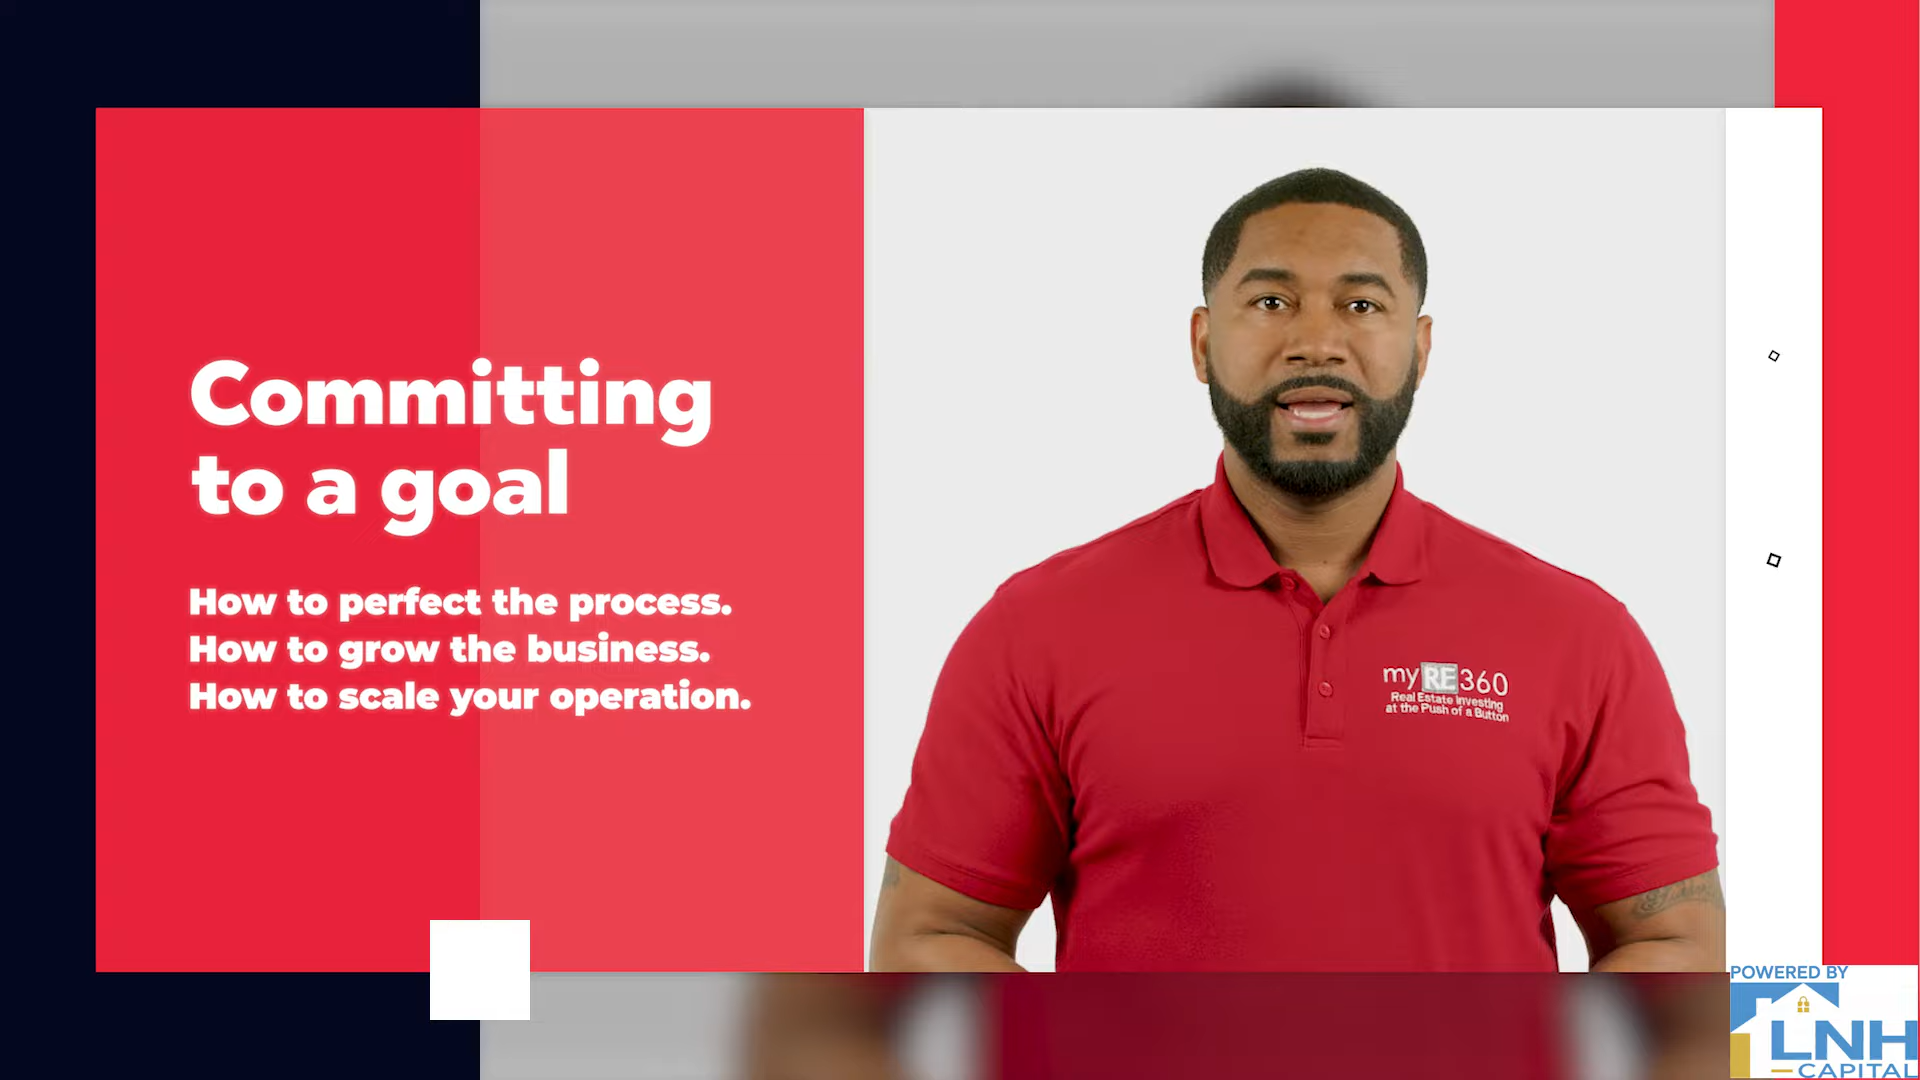 Committing
to a goal
How to perfect the process.
How to grow the business.
How to scale your operation.
myRE360
Real Estate Investing
at the Push of a Button
POWERED BY
LNH
CAPITAL